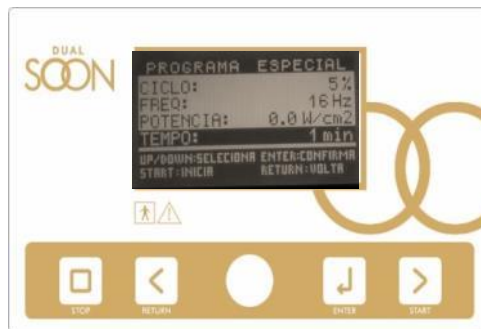 DUAL
SOON
PROGRAMA ESPECIAL
CICLO: 5%
FREQ: 16 Hz
POTENCIA: 0.0 W/cm2
TEMPO: 1 min
UP/DOWN:SELECIONA ENTER:CONFIRMA
START:INICIA RETURN:VOLTA
STOP
RETURN
ENTER
START